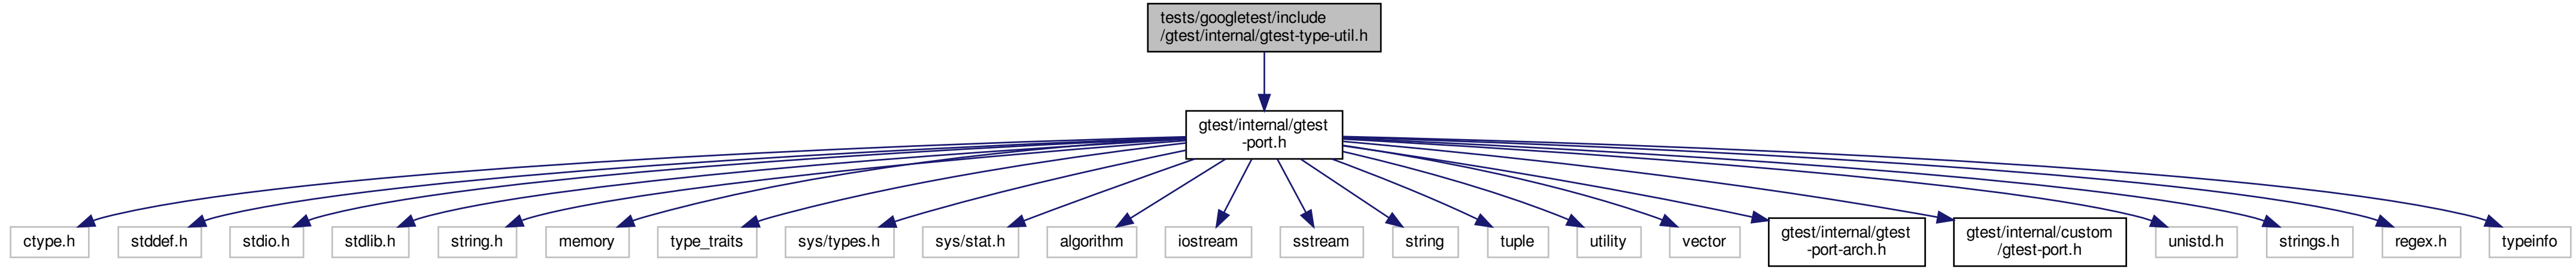 tests/googletest/include
/gtest/internal/gtest-type-util.h
gtest/internal/gtest
-port.h
ctype.h
stddef.h
stdio.h
stdlib.h
string.h
memory
type_traits
sys/types.h
sys/stat.h
algorithm
iostream
sstream
string
tuple
utility
vector
gtest/internal/gtest
-port-arch.h
gtest/internal/custom
/gtest-port.h
unistd.h
strings.h
regex.h
typeinfo